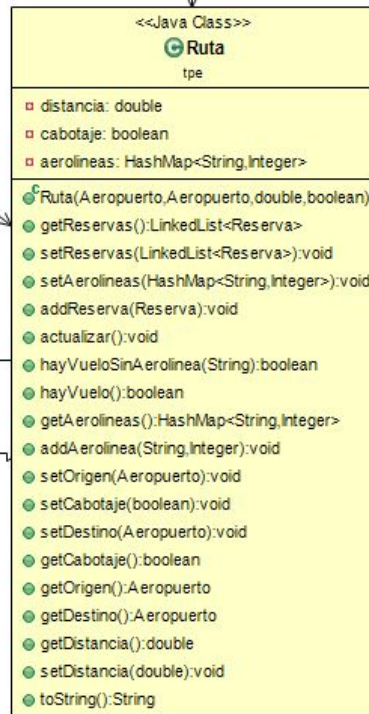 <<Java Class>>
Ruta
tpe
distancia: double
cabotaje: boolean
aerolineas: HashMap<String,Integer>
Ruta(Aeropuerto,Aeropuerto,double,boolean)
getReservas():LinkedList<Reserva>
setReservas(LinkedList<Reserva>):void
setAerolineas(HashMap<String,Integer>):void
addReserva(Reserva):void
actualizar():void
hayVueloSinAerolinea(String):boolean
hayVuelo():boolean
getAerolineas():HashMap<String,Integer>
addAerolinea(String,Integer):void
setOrigen(Aeropuerto):void
setCabotaje(boolean):void
setDestino(Aeropuerto):void
getCabotaje():boolean
getOrigen():Aeropuerto
getDestino():Aeropuerto
getDistancia():double
setDistancia(double):void
toString():String